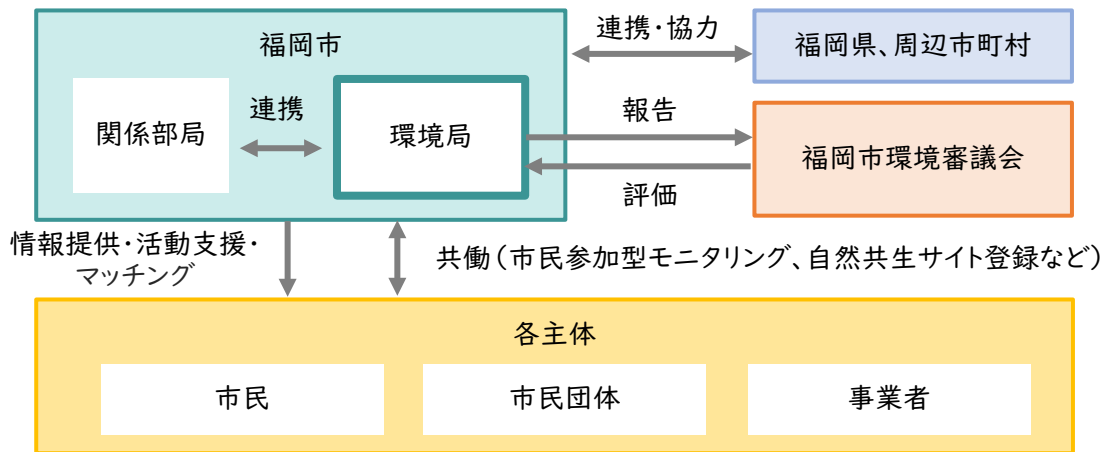 福岡市
関係部局
連携
環境局
連携・協力
福岡県、周辺市町村
報告
評価
福岡市環境審議会
情報提供・活動支援・
マッチング
共働（市民参加型モニタリング、自然共生サイト登録など）
各主体
市民
市民団体
事業者